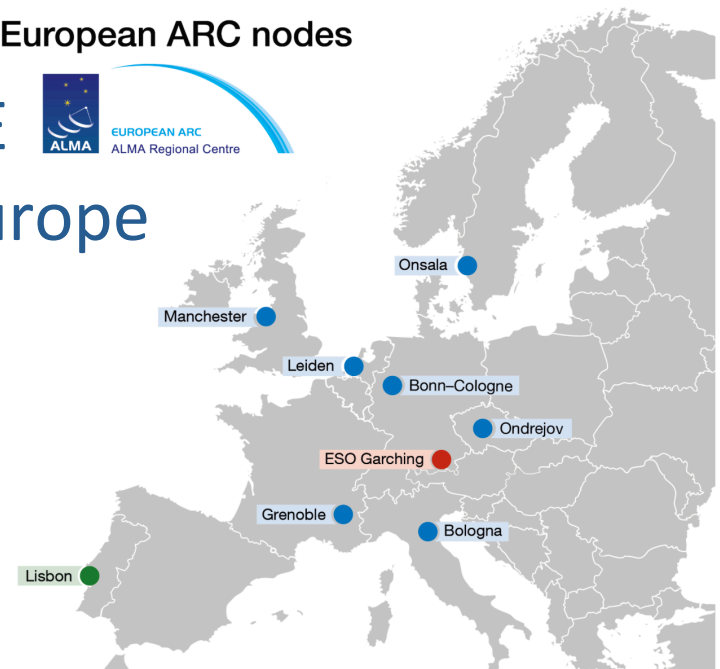 European ARC nodes
E
ALMA
EUROPEAN ARC
ALMA Regional Centre
urope
Onsala
Manchester
Leiden
Bonn–Cologne
Ondrejov
ESO Garching
Grenoble
Bologna
Lisbon